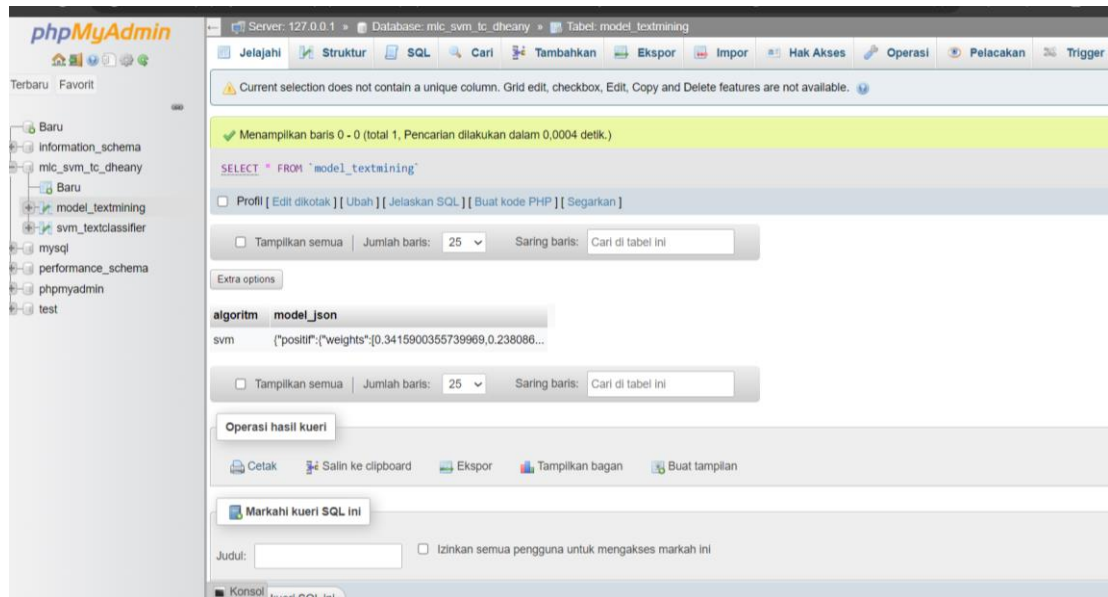 phpMyAdmin
Terbaru Favorit
Baru
information_schema
mlc_svm_tc_dheany
Baru
model_textmining
svm_textclassifier
mysql
performance_schema
phpmyadmin
test
Server: 127.0.0.1 » Database: mlc_svm_tc_dheany » Tabel: model_textmining
Jelajahi Struktur SQL Cari Tambahkan Ekspor Impor Hak Akses Operasi Pelacakan Trigger
Current selection does not contain a unique column. Grid edit, checkbox, Edit, Copy and Delete features are not available.
Menampilkan baris 0 - 0 (total 1, Pencarian dilakukan dalam 0,0004 detik.)
SELECT * FROM `model_textmining`
Profil [ Edit dikotak ] [ Ubah ] [ Jelaskan SQL ] [ Buat kode PHP ] [ Segarkan ]
Tampilkan semua | Jumlah baris: 25 Saring baris: Cari di tabel ini
Extra options
algoritm model_json
svm {"positif":{"weights":[0.3415900355739969,0.238086...
Tampilkan semua | Jumlah baris: 25 Saring baris: Cari di tabel ini
Operasi hasil kueri
Cetak Salin ke clipboard Ekspor Tampilkan bagan Buat tampilan
Markahi kueri SQL ini
Judul: Izinkan semua pengguna untuk mengakses markah ini
Konsol kueri SQL ini